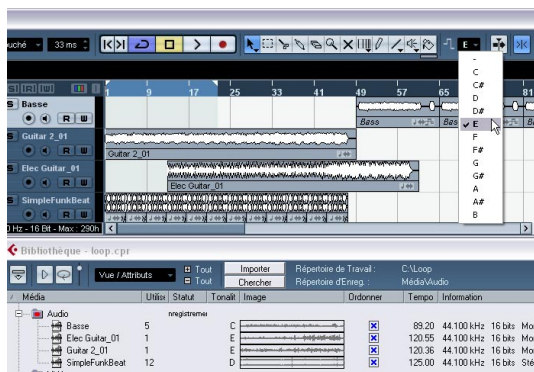 ouché 33 ms E
-
C
C#
D
D#
E
F
F#
G
G#
A
A#
B
1 9 17 25 33 41 49 57 65 81
S Basse
R W
Bass Bas
S Guitar 2_01
R W
Guitar 2_01
S Elec Guitar_01
R W
Elec Guitar_01
S SimpleFunkBeat
R W
0 Hz - 16 Bit - Max : 290h
Bibliothèque - loop.cpr
Vue / Attributs
Tout
Tout
Importer
Chercher
Répertoire de Travail : C:\Loop
Répertoire d'Enreg. : Média\Audio
Média Utilisé Statut Tonalit Image Ordonner Tempo Information
Audio nregistremei
Basse 5 C 89.20 44.100 kHz 16 bits Mo
Elec Guitar_01 1 E 120.55 44.100 kHz 16 bits Mo
Guitar 2_01 1 E 120.36 44.100 kHz 16 bits Mo
SimpleFunkBeat 12 D 125.00 44.100 kHz 16 bits Sté